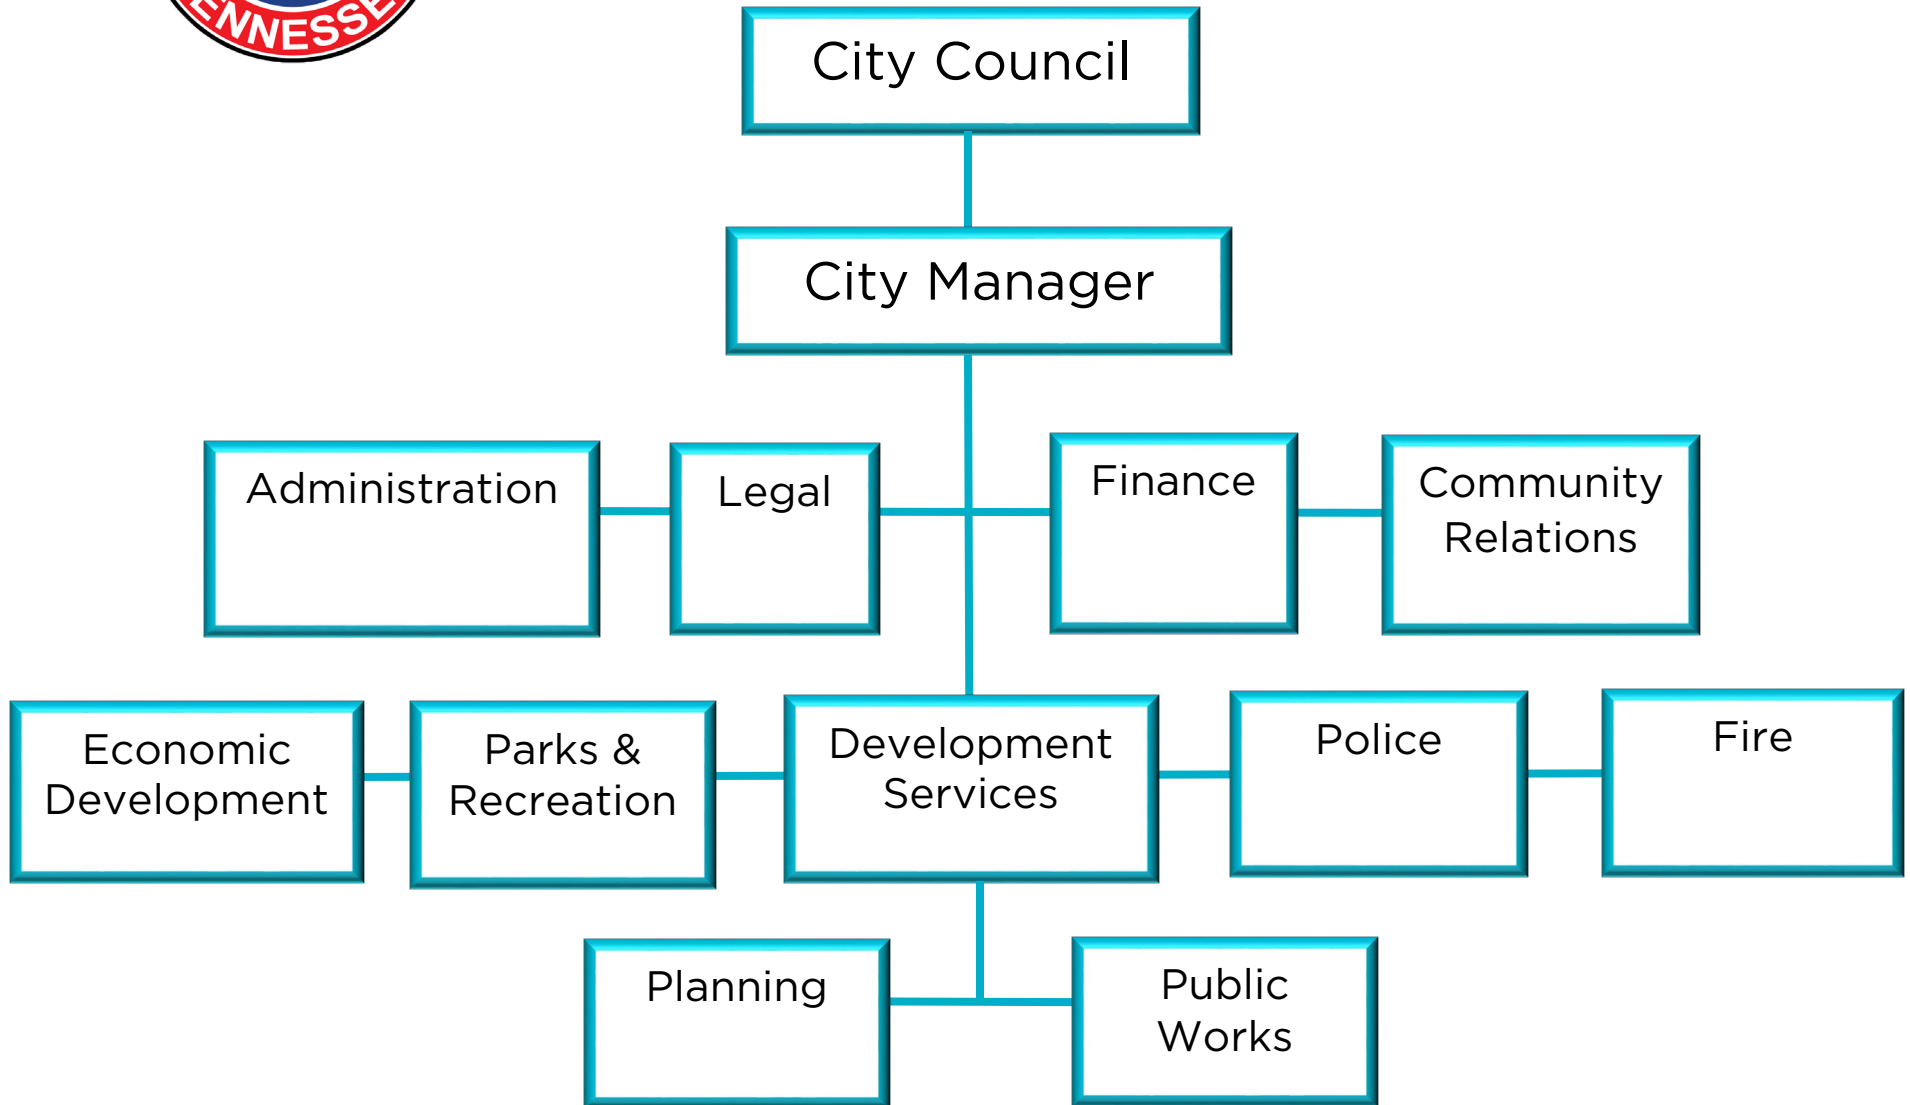 City Council
City Manager
Administration
Legal
Finance
Community
Relations
Economic
Development
Parks &
Recreation
Development
Services
Police
Fire
Planning
Public
Works